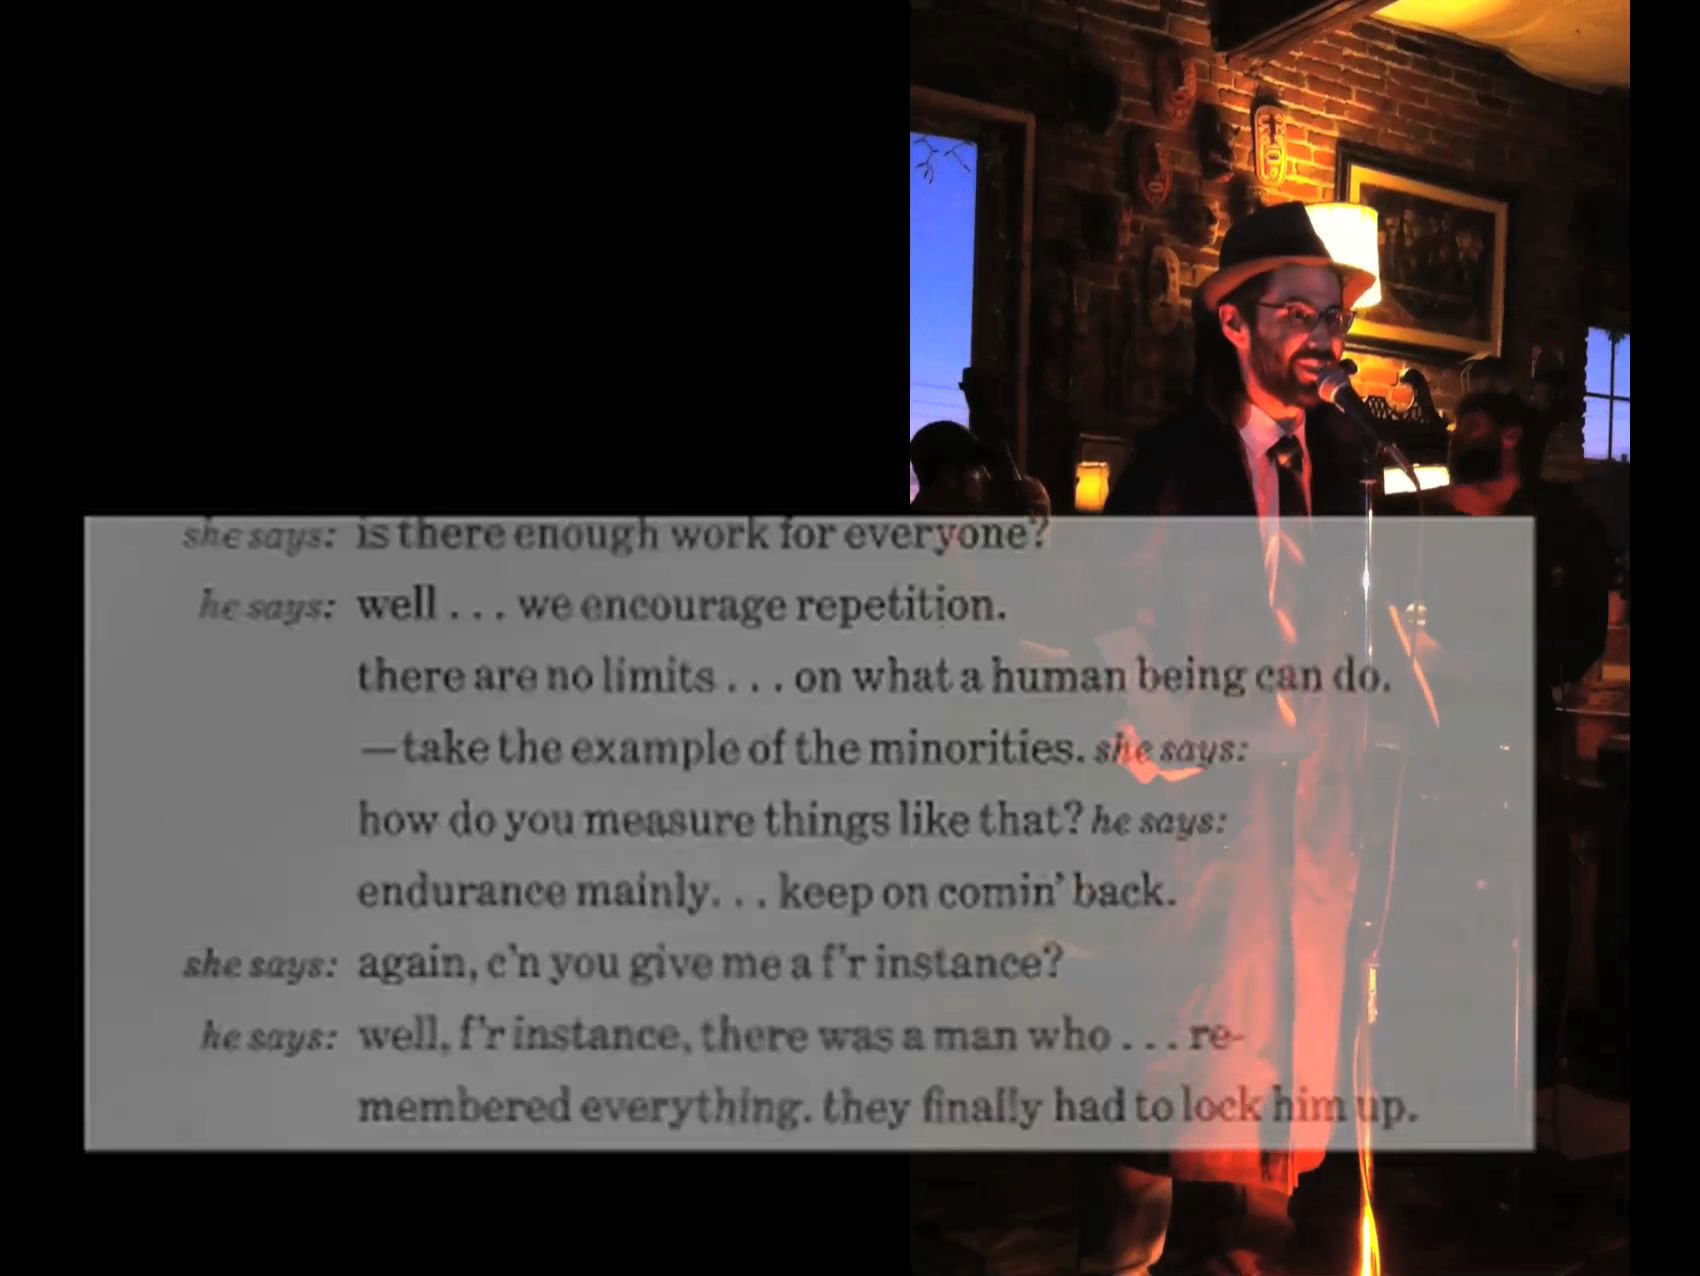 she says: is there enough work for everyone?
he says: well . . . we encourage repetition.
there are no limits . . . on what a human being can do.
—take the example of the minorities. she says:
how do you measure things like that? he says:
endurance mainly. . . keep on comin' back.
she says: again, c'n you give me a f'r instance?
he says: well, f'r instance, there was a man who . . . re-
membered everything. they finally had to lock him up.